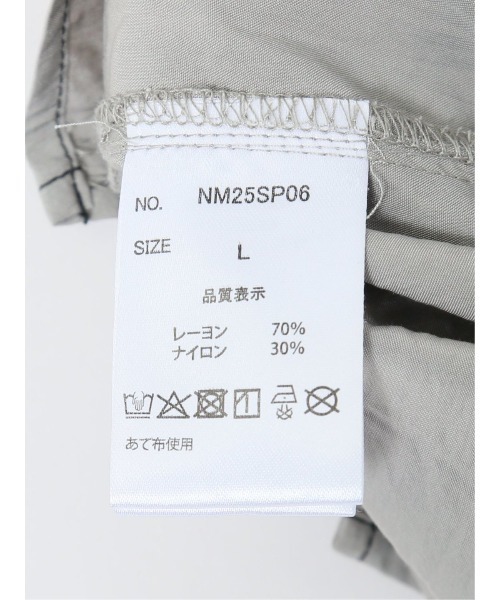 NO. NM25SP06
SIZE L
品質表示
レーヨン 70%
ナイロン 30%
あて布使用